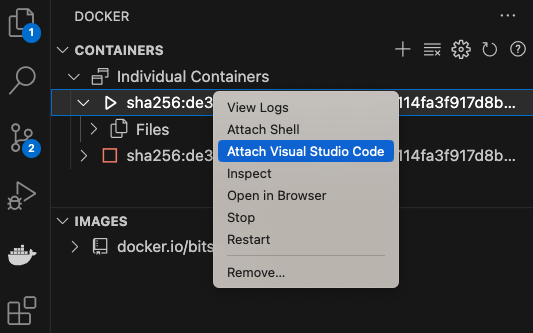 1
2
DOCKER
CONTAINERS
Individual Containers
sha256:de3
114fa3f917d8b...
Files
sha256:de3
114fa3f917d8b...
View Logs
Attach Shell
Attach Visual Studio Code
Inspect
Open in Browser
Stop
Restart
Remove...
IMAGES
docker.io/bits